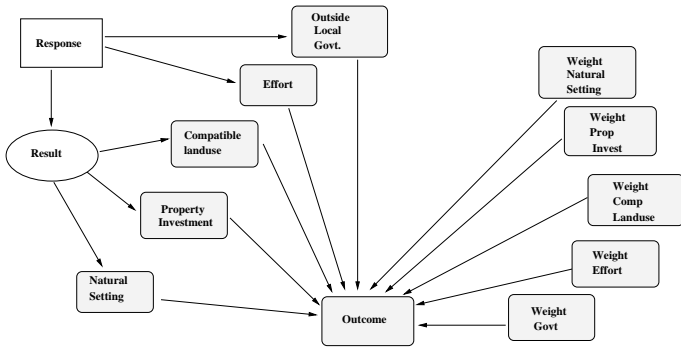 Response
Outside
Local
Govt.
Effort
Result
Compatible
landuse
Property
Investment
Natural
Setting
Outcome
Weight
Natural
Setting
Weight
Prop
Invest
Weight
Comp
Landuse
Weight
Effort
Weight
Govt